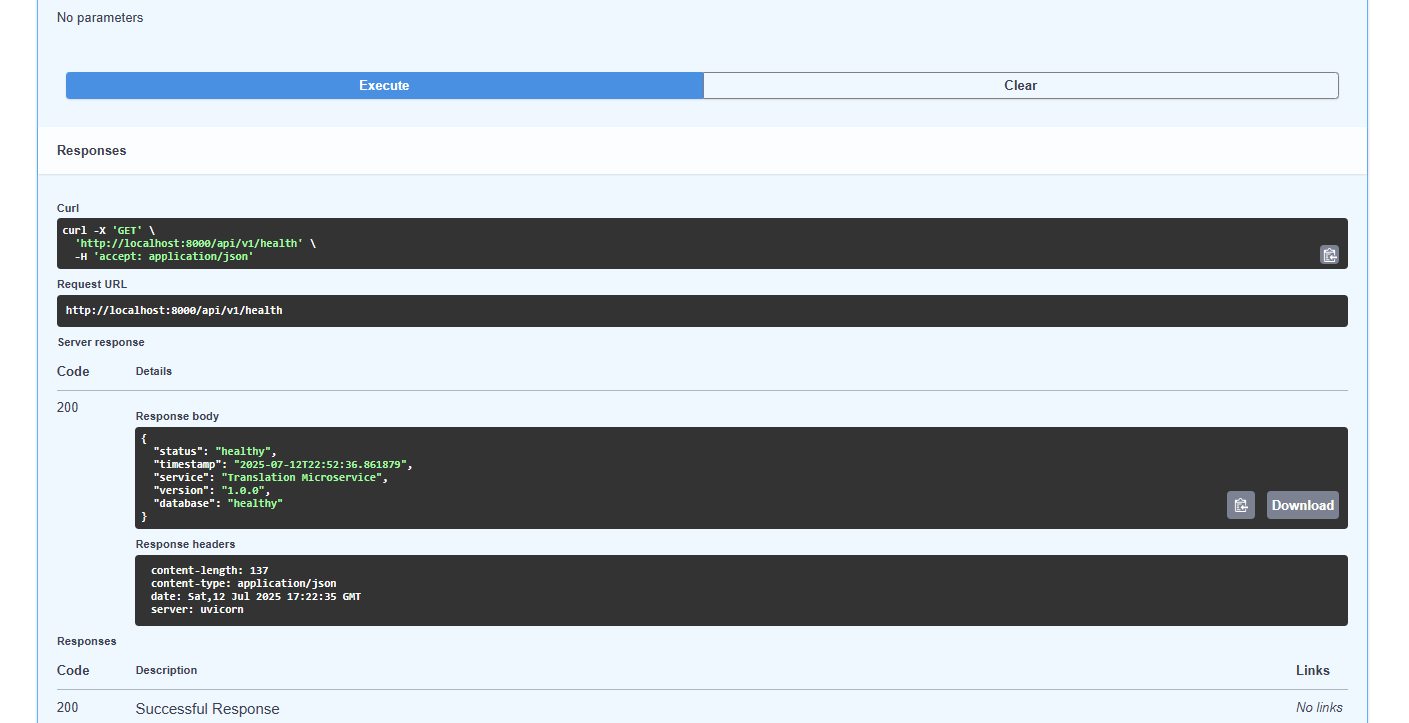 No parameters
Execute
Clear
Responses
Curl
curl -X 'GET' \
  'http://localhost:8000/api/v1/health' \
  -H 'accept: application/json'
Request URL
http://localhost:8000/api/v1/health
Server response
Code Details
200
Response body
{
  "status": "healthy",
  "timestamp": "2025-07-12T22:52:36.861879",
  "service": "Translation Microservice",
  "version": "1.0.0",
  "database": "healthy"
}
Download
Response headers
content-length: 137
content-type: application/json
date: Sat,12 Jul 2025 17:22:35 GMT
server: uvicorn
Responses
Code Description Links
200 Successful Response No links